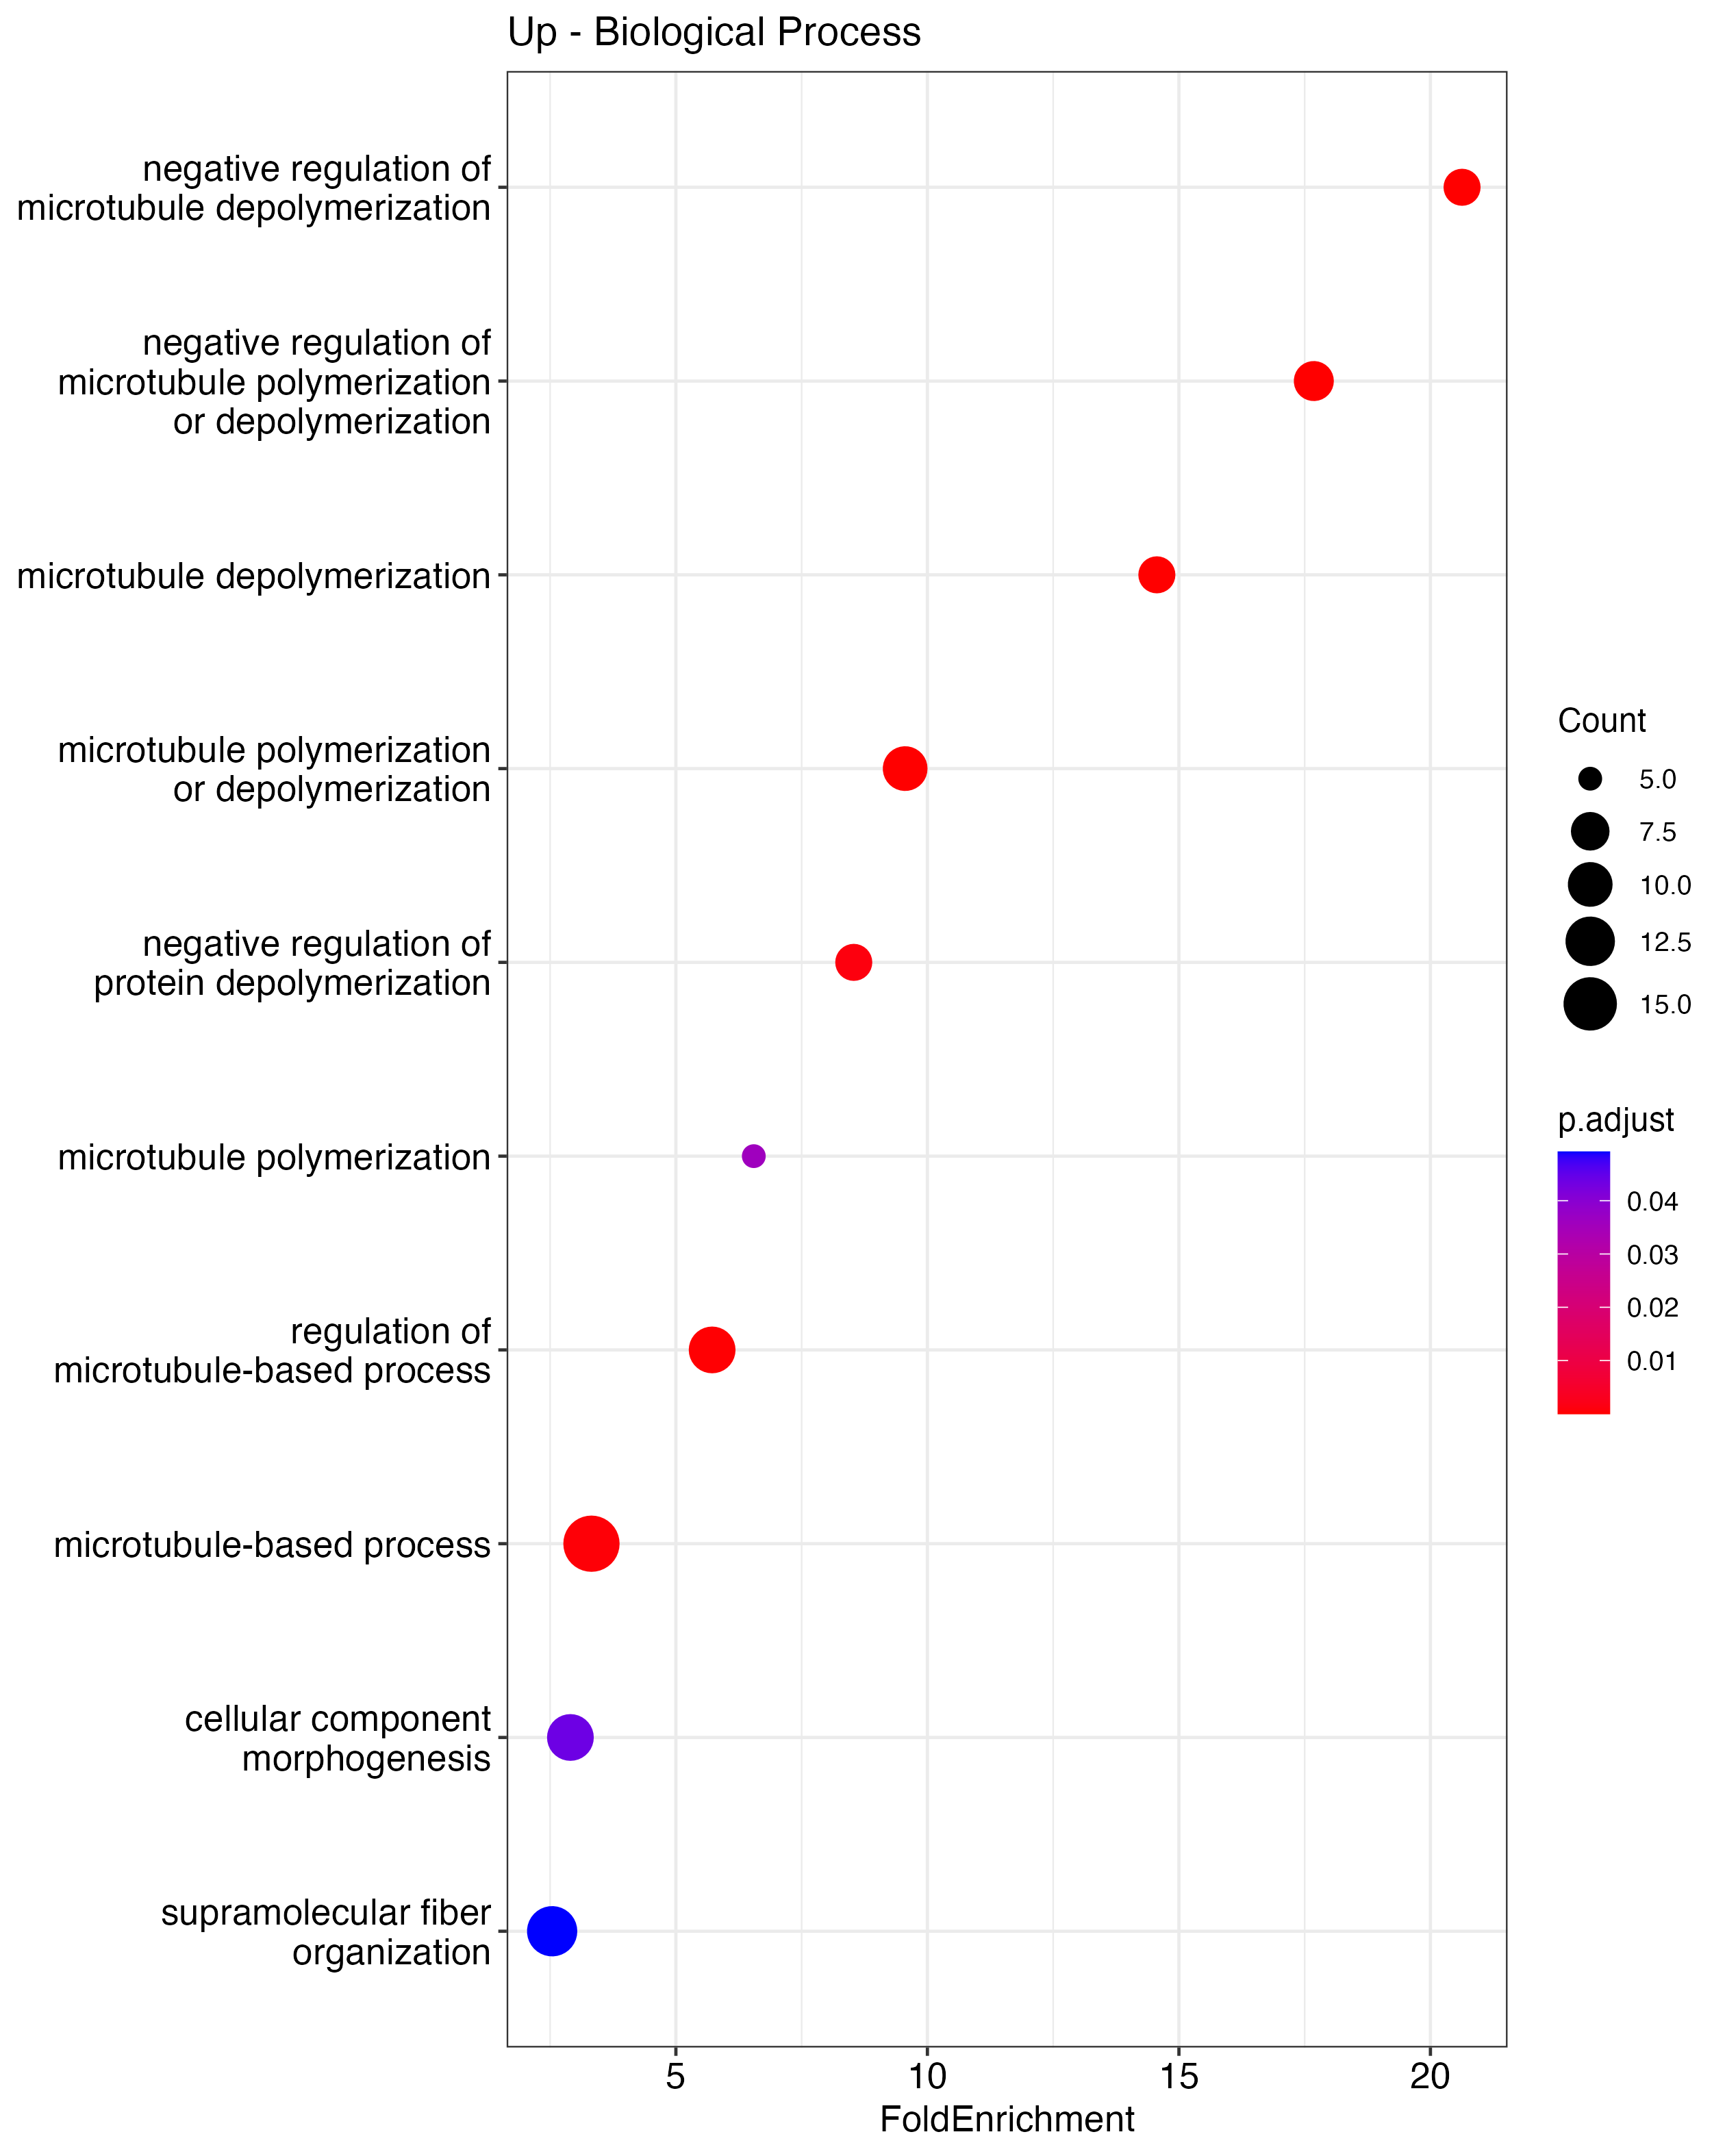 Up - Biological Process
negative regulation of
microtubule depolymerization
negative regulation of
microtubule polymerization
or depolymerization
microtubule depolymerization
microtubule polymerization
or depolymerization
negative regulation of
protein depolymerization
microtubule polymerization
regulation of
microtubule-based process
microtubule-based process
cellular component
morphogenesis
supramolecular fiber
organization
5 10 15 20
FoldEnrichment
Count
5.0
7.5
10.0
12.5
15.0
p.adjust
0.04
0.03
0.02
0.01